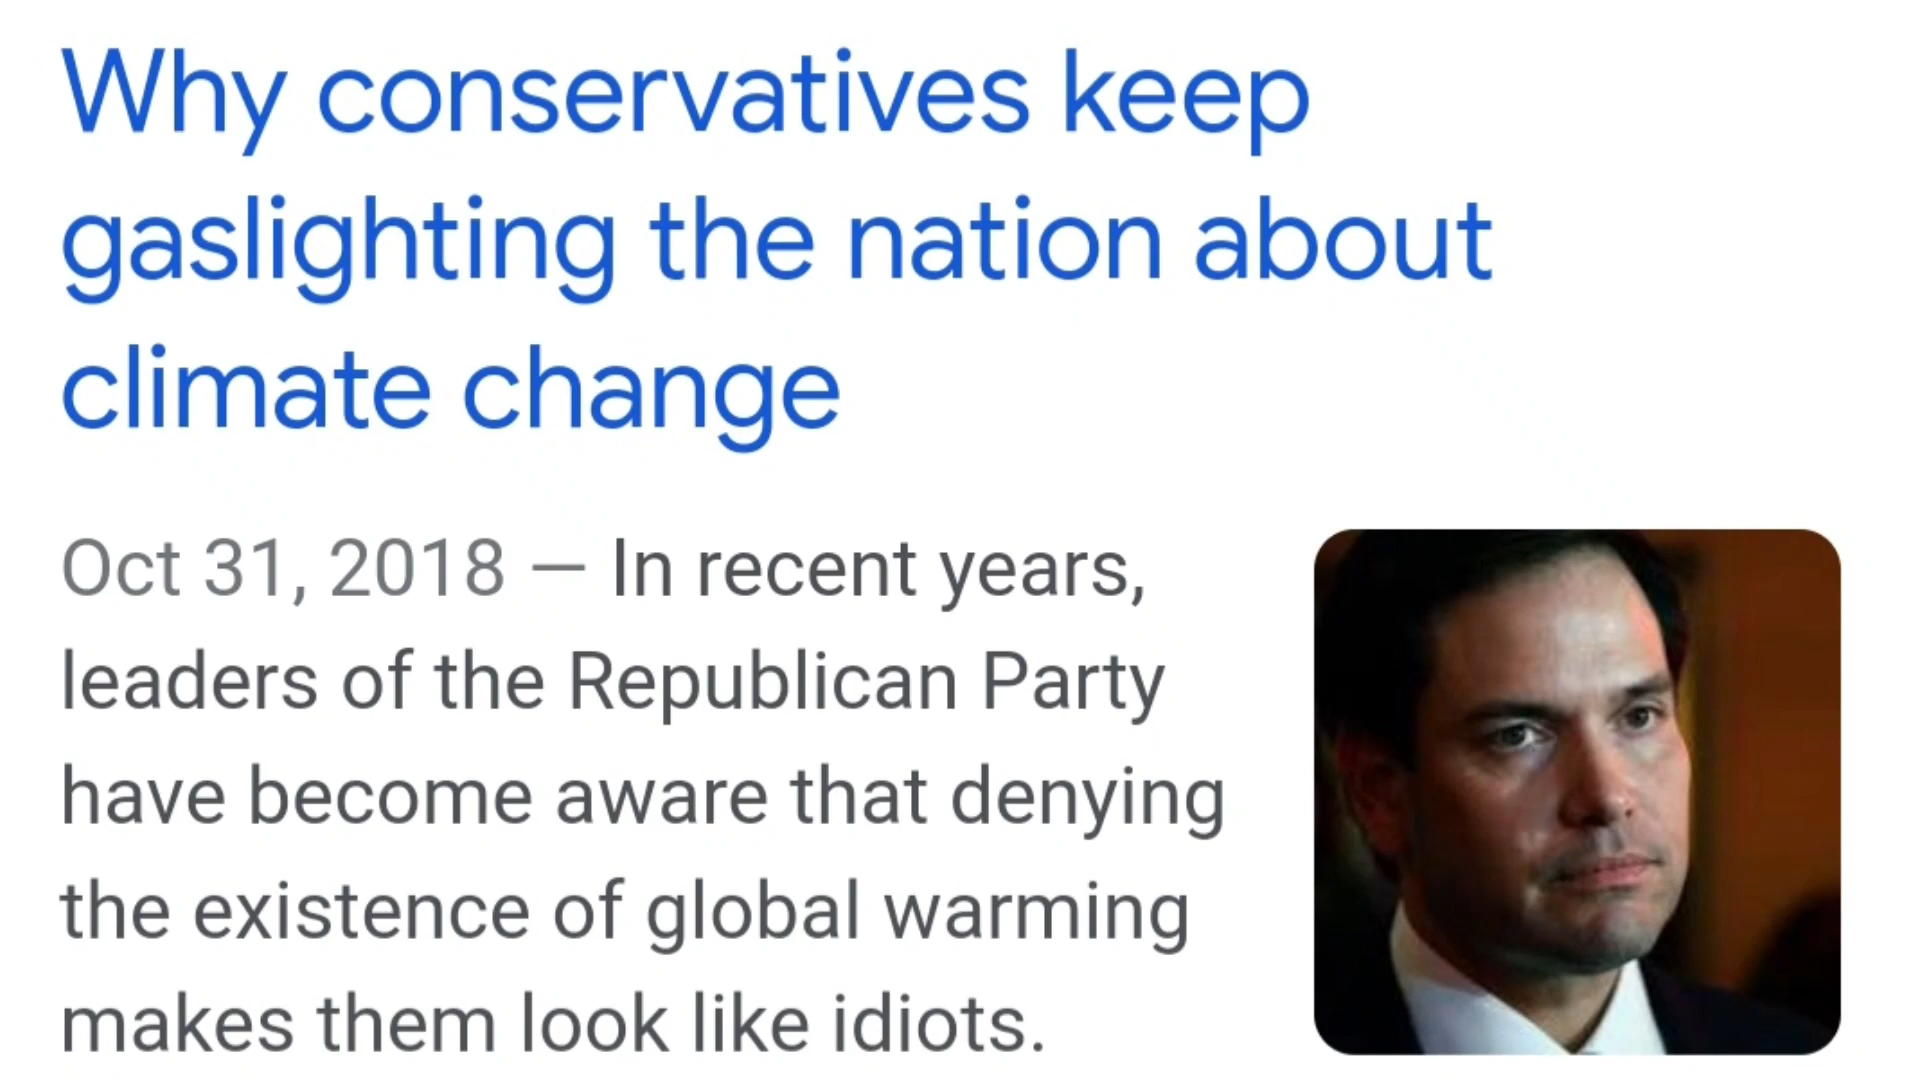 Why conservatives keep
gaslighting the nation about
climate change
Oct 31, 2018 — In recent years,
leaders of the Republican Party
have become aware that denying
the existence of global warming
makes them look like idiots.